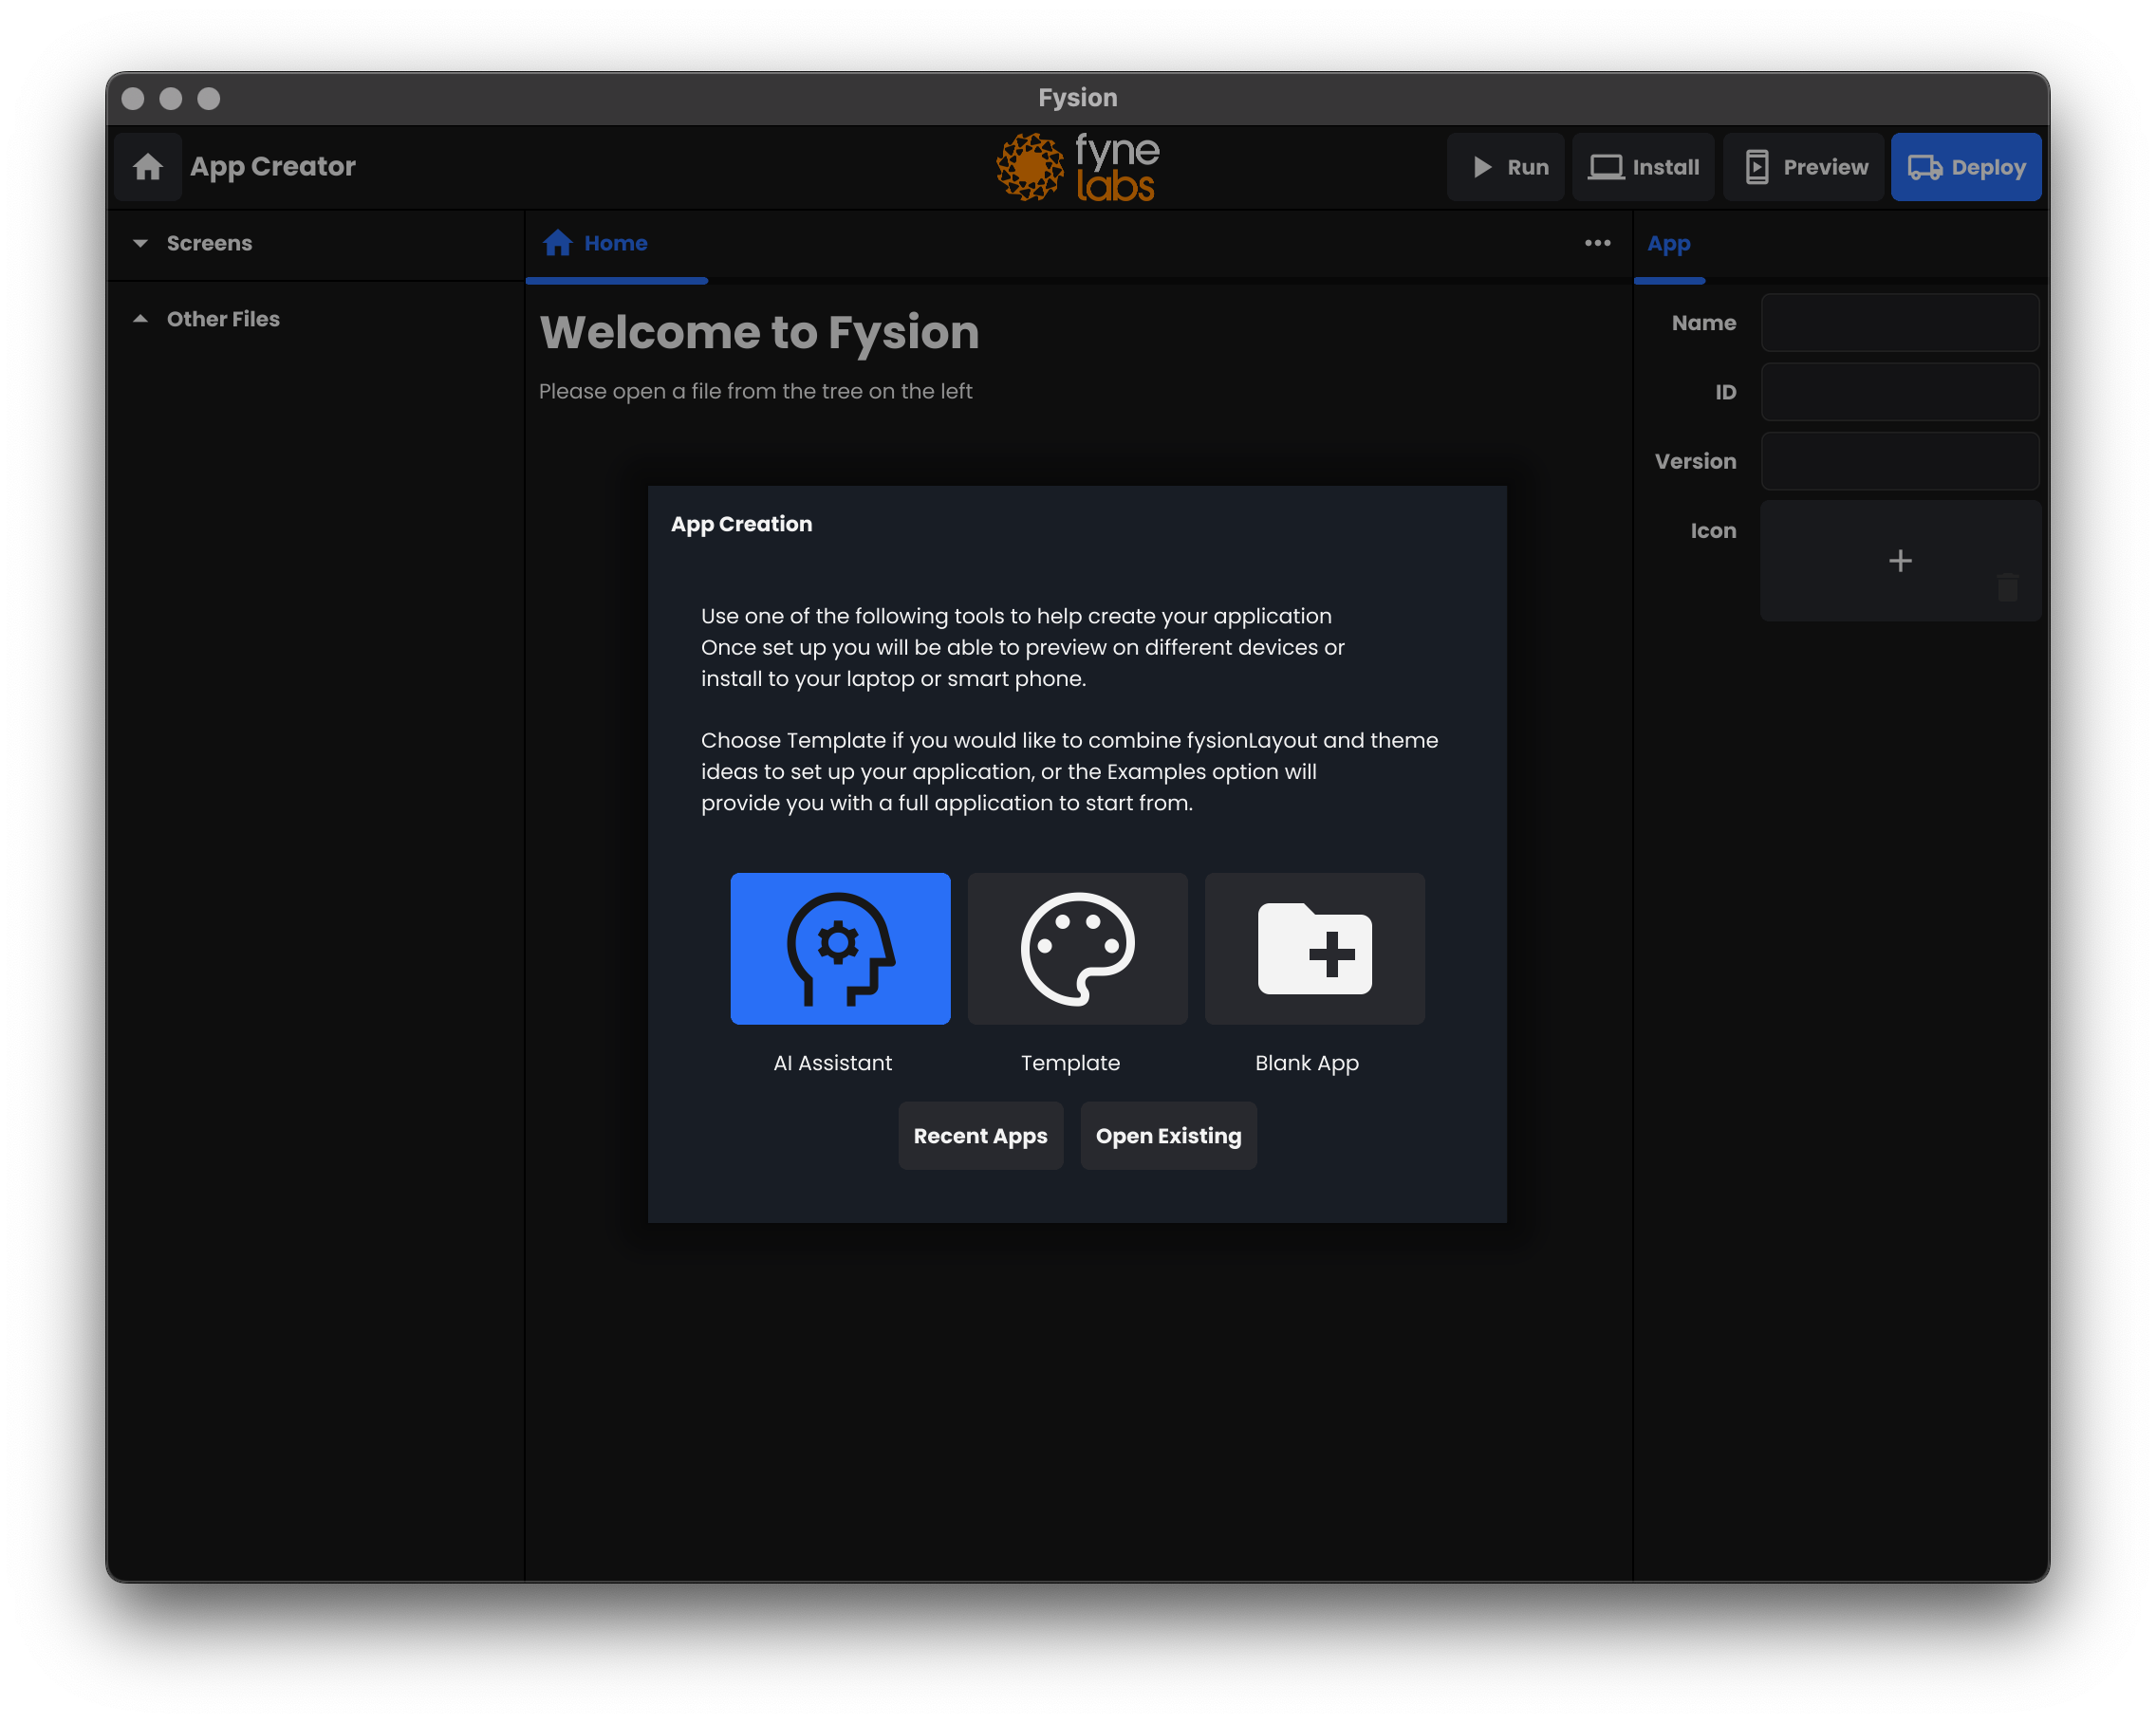 Fysion
App Creator
fyne
labs
Run
Install
Preview
Deploy
Screens
Other Files
Home
Welcome to Fysion
Please open a file from the tree on the left
App
Name
ID
Version
Icon
App Creation
Use one of the following tools to help create your application
Once set up you will be able to preview on different devices or
install to your laptop or smart phone.
Choose Template if you would like to combine fysionLayout and theme
ideas to set up your application, or the Examples option will
provide you with a full application to start from.
AI Assistant
Template
Blank App
Recent Apps
Open Existing